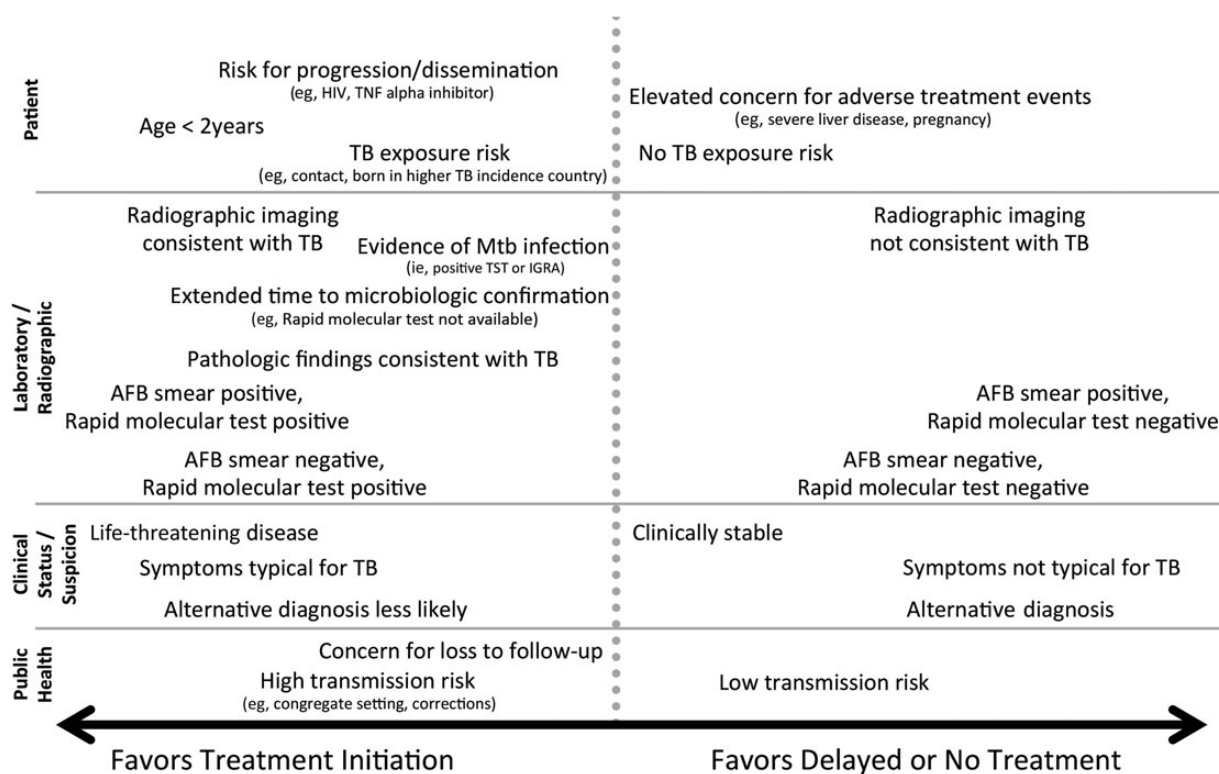 Patient
Risk for progression/dissemination
(eg, HIV, TNF alpha inhibitor)
Age < 2years
TB exposure risk
(eg, contact, born in higher TB incidence country)
Elevated concern for adverse treatment events
(eg, severe liver disease, pregnancy)
No TB exposure risk
Laboratory /
Radiographic
Radiographic imaging
consistent with TB
Evidence of Mtb infection
(ie, positive TST or IGRA)
Extended time to microbiologic confirmation
(eg, Rapid molecular test not available)
Pathologic findings consistent with TB
AFB smear positive,
Rapid molecular test positive
AFB smear negative,
Rapid molecular test positive
Radiographic imaging
not consistent with TB
AFB smear positive,
Rapid molecular test negative
AFB smear negative,
Rapid molecular test negative
Clinical
Status /
Suspicion
Life-threatening disease
Symptoms typical for TB
Alternative diagnosis less likely
Clinically stable
Symptoms not typical for TB
Alternative diagnosis
Public
Health
Concern for loss to follow-up
High transmission risk
(eg, congregate setting, corrections)
Low transmission risk
Favors Treatment Initiation
Favors Delayed or No Treatment